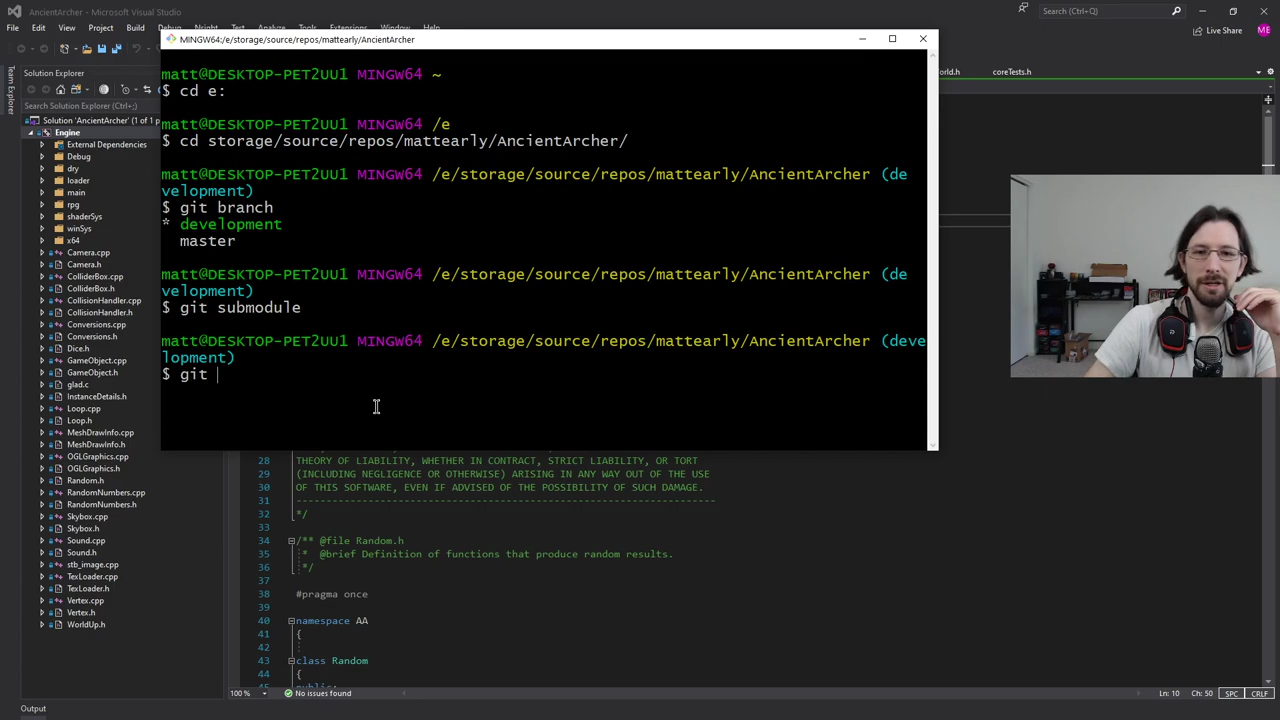 AncientArcher - Microsoft Visual Studio
Search (Ctrl+Q)
MINGW64:/e/storage/source/repos/mattearly/AncientArcher
Live Share
ME
matt@DESKTOP-PET2UU1 MINGW64 ~
$ cd e:
matt@DESKTOP-PET2UU1 MINGW64 /e
$ cd storage/source/repos/mattearly/AncientArcher/
matt@DESKTOP-PET2UU1 MINGW64 /e/storage/source/repos/mattearly/AncientArcher (de
velopment)
$ git branch
* development
master
matt@DESKTOP-PET2UU1 MINGW64 /e/storage/source/repos/mattearly/AncientArcher (de
velopment)
$ git submodule
matt@DESKTOP-PET2UU1 MINGW64 /e/storage/source/repos/mattearly/AncientArcher (deve
lopment)
$ git
orld.h
coreTests.h
Team Explorer
Solution Explorer
Search Solution Explorer (Ctrl+;)
Solution 'AncientArcher' (1 of 1 p
Engine
External Dependencies
Debug
dry
loader
main
rpg
shaderSys
winSys
x64
Camera.cpp
Camera.h
ColliderBox.cpp
ColliderBox.h
CollisionHandler.cpp
CollisionHandler.h
Conversions.cpp
Conversions.h
Dice.h
GameObject.cpp
GameObject.h
glad.c
InstanceDetails.h
Loop.cpp
Loop.h
MeshDrawInfo.cpp
MeshDrawInfo.h
OGLGraphics.cpp
OGLGraphics.h
Random.h
RandomNumbers.cpp
RandomNumbers.h
Skybox.cpp
Skybox.h
Sound.cpp
Sound.h
stb_image.cpp
TexLoader.cpp
TexLoader.h
Vertex.cpp
Vertex.h
WorldUp.h
28 THEORY OF LIABILITY, WHETHER IN CONTRACT, STRICT LIABILITY, OR TORT
29 (INCLUDING NEGLIGENCE OR OTHERWISE) ARISING IN ANY WAY OUT OF THE USE
30 OF THIS SOFTWARE, EVEN IF ADVISED OF THE POSSIBILITY OF SUCH DAMAGE.
31 ----------------------------------------------------------------
32 */
33
34 /** @file Random.h
35 * @brief Definition of functions that produce random results.
36 */
37
38 #pragma once
39
40 namespace AA
41 {
42
43 class Random
44 {
45 public:
100 %
No issues found
Ln: 10
Ch: 50
SPC
CRLF
Output